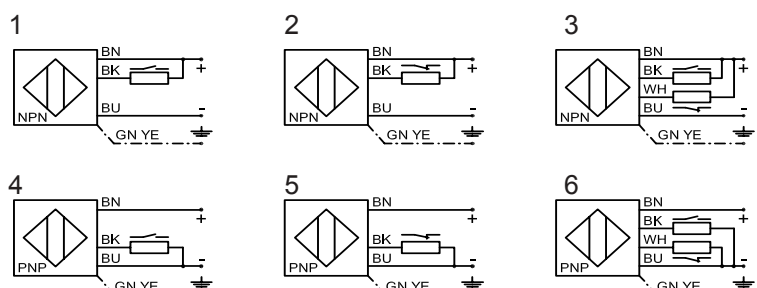 1
BN
BK
+
BU
-
NPN
GN YE
2
BN
BK
+
BU
-
NPN
GN YE
3
BN
BK
+
WH
BU
-
NPN
GN YE
4
BN
+
BK
BU
-
PNP
GN YE
5
BN
+
BK
BU
-
PNP
GN YE
6
BN
BK
+
WH
BU
-
PNP
GN YE